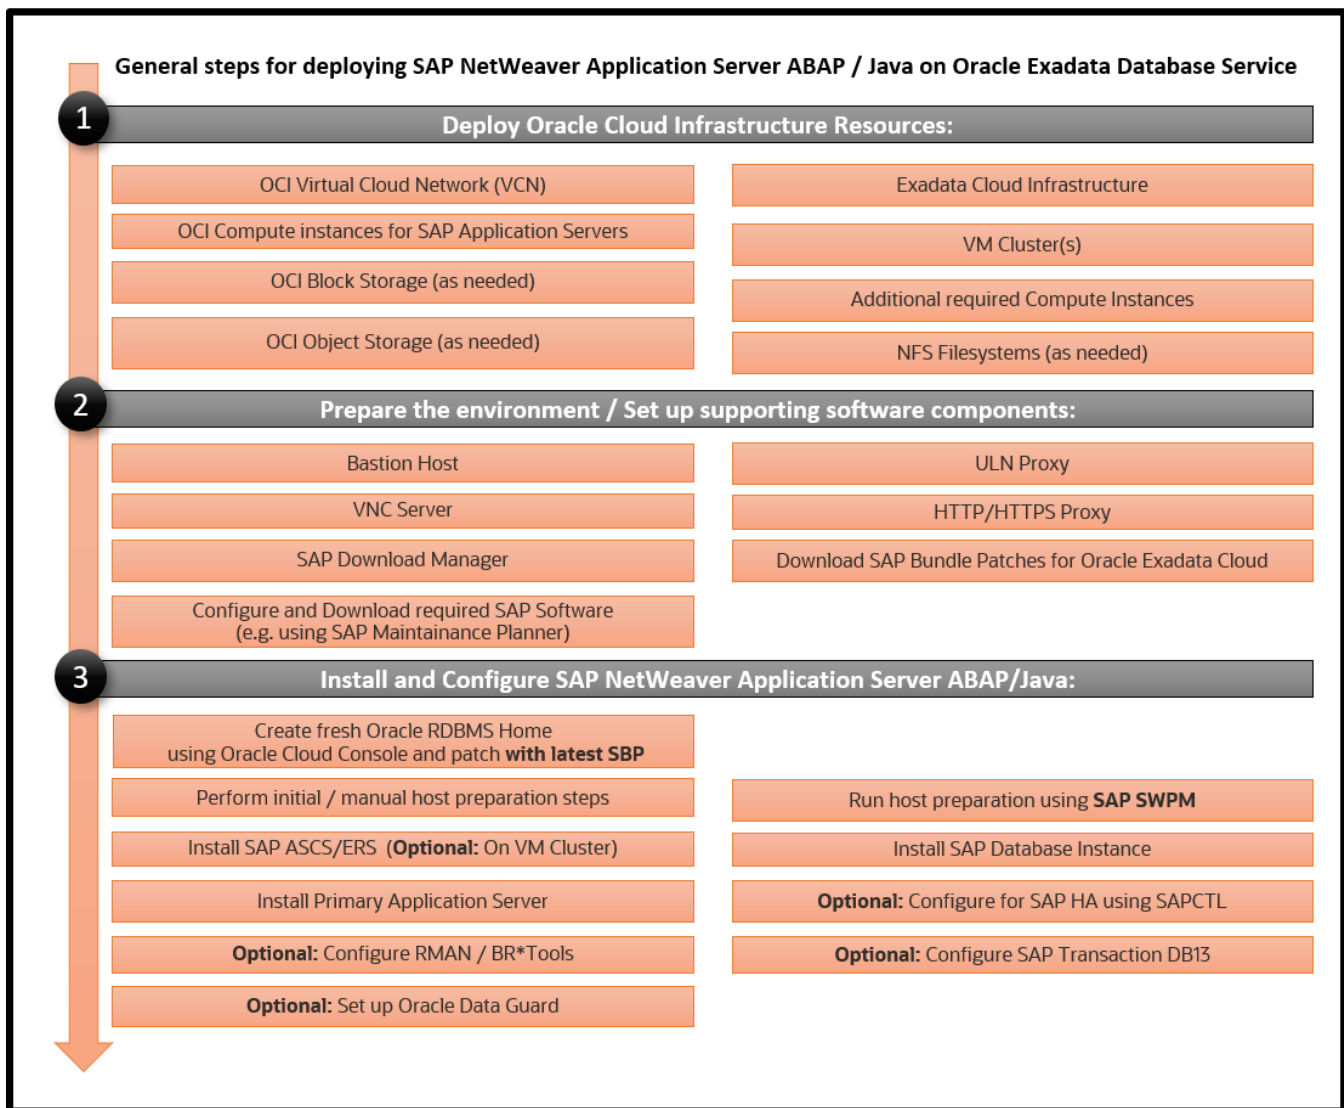 General steps for deploying SAP NetWeaver Application Server ABAP / Java on Oracle Exadata Database Service
1
Deploy Oracle Cloud Infrastructure Resources:
OCI Virtual Cloud Network (VCN)
Exadata Cloud Infrastructure
OCI Compute instances for SAP Application Servers
VM Cluster(s)
OCI Block Storage (as needed)
Additional required Compute Instances
OCI Object Storage (as needed)
NFS Filesystems (as needed)
2
Prepare the environment / Set up supporting software components:
Bastion Host
ULN Proxy
VNC Server
HTTP/HTTPS Proxy
SAP Download Manager
Download SAP Bundle Patches for Oracle Exadata Cloud
Configure and Download required SAP Software
(e.g. using SAP Maintainance Planner)
3
Install and Configure SAP NetWeaver Application Server ABAP/Java:
Create fresh Oracle RDBMS Home
using Oracle Cloud Console and patch with latest SBP
Perform initial / manual host preparation steps
Run host preparation using SAP SWPM
Install SAP ASCS/ERS (Optional: On VM Cluster)
Install SAP Database Instance
Install Primary Application Server
Optional: Configure for SAP HA using SAPCTL
Optional: Configure RMAN / BR*Tools
Optional: Configure SAP Transaction DB13
Optional: Set up Oracle Data Guard